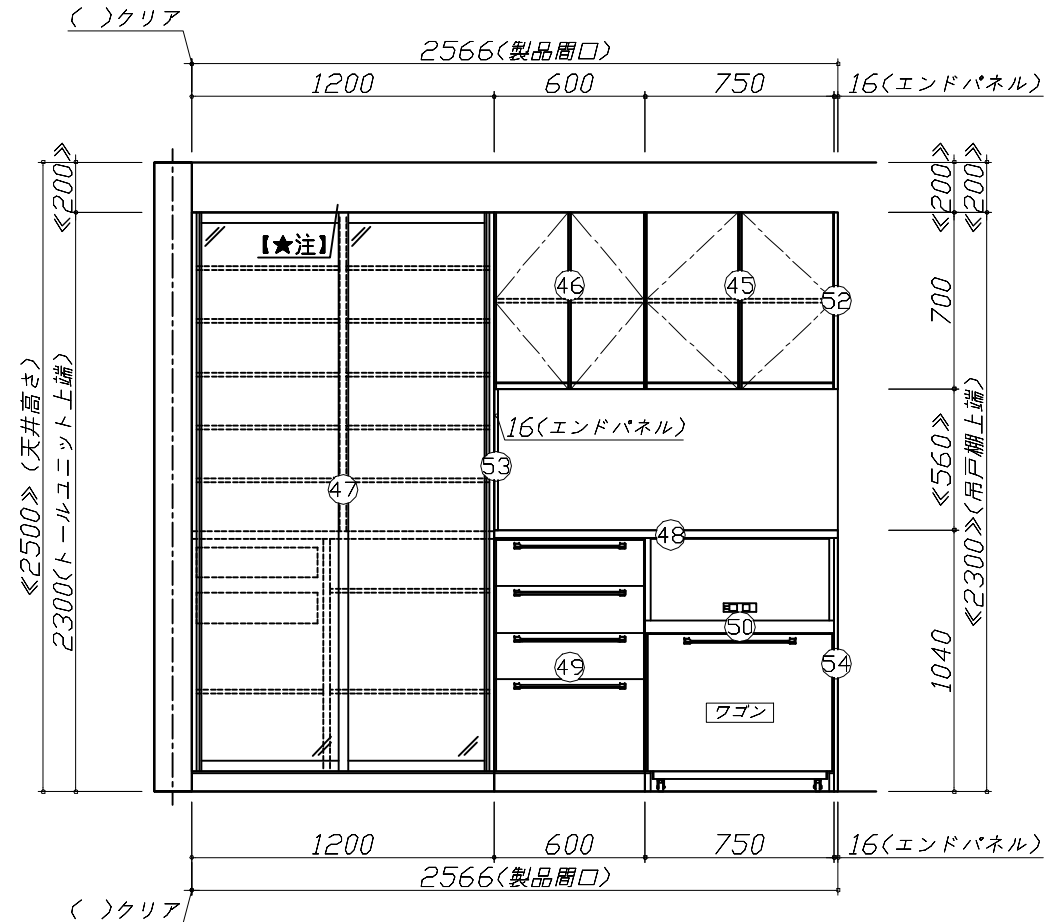 (　)クリア
2566(製品間口)
1200
600
750
16(エンドパネル)
≪200≫
≪200≫
≪200≫
【★注】
46
45
52
700
≪2500≫(天井高さ)
2300(トールユニット上端)
16(エンドパネル)
53
47
≪560≫
≪2300≫(吊戸棚上端)
48
50
49
54
1040
ワゴン
1200
600
750
16(エンドパネル)
2566(製品間口)
(　)クリア